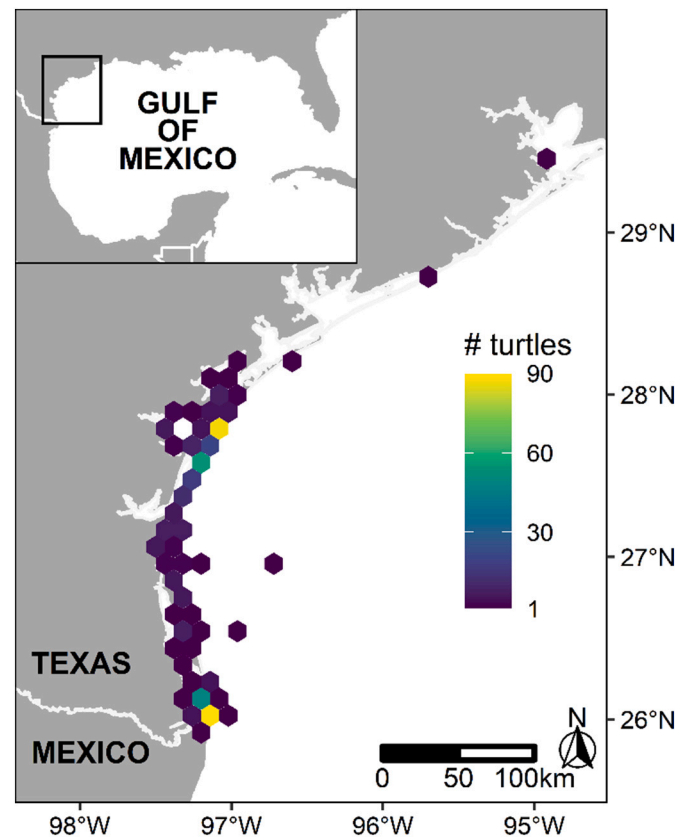 GULF
OF
MEXICO
29°N
# turtles
90
28°N
60
30
27°N
1
TEXAS
26°N
MEXICO
N
0 50 100km
98°W 97°W 96°W 95°W